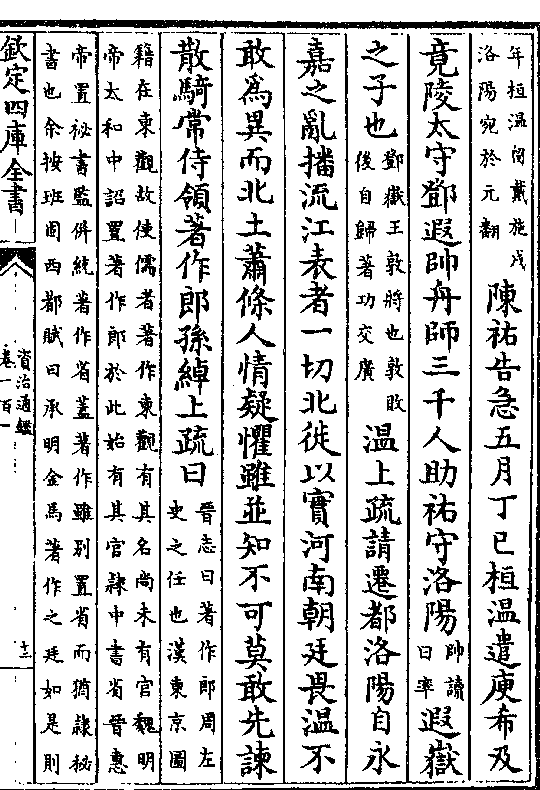 年桓温留戴施戍
洛陽宛於元翻
陳祐告急五月丁巳桓温遣庾希及
竟陵太守鄧遐帥舟師三千人助祐守洛陽
帥讀
曰率
遐嶽
之子也
鄧嶽王敦將也敦敗
後自歸著功交廣
温上疏請遷都洛陽自永
嘉之亂播流江表者一切北徙以實河南朝廷畏温不
敢為異而北土蕭條人情疑懼雖並知不可莫敢先諫
散騎常侍領著作郎孫綽上疏曰
晉志曰著作郎周左
史之任也漢東京圖
籍在東觀故使儒者著作東觀有其名尚未有官魏明
帝太和中詔置著作郎於此始有其官隸中書省晉惠
帝置祕書監併統著作省蓋著作雖别置省而猶隸祕
書也余按班固西都賦曰承明金馬著作之廷如是則
欽定四庫全書
資治通鑑
卷一百一
十三